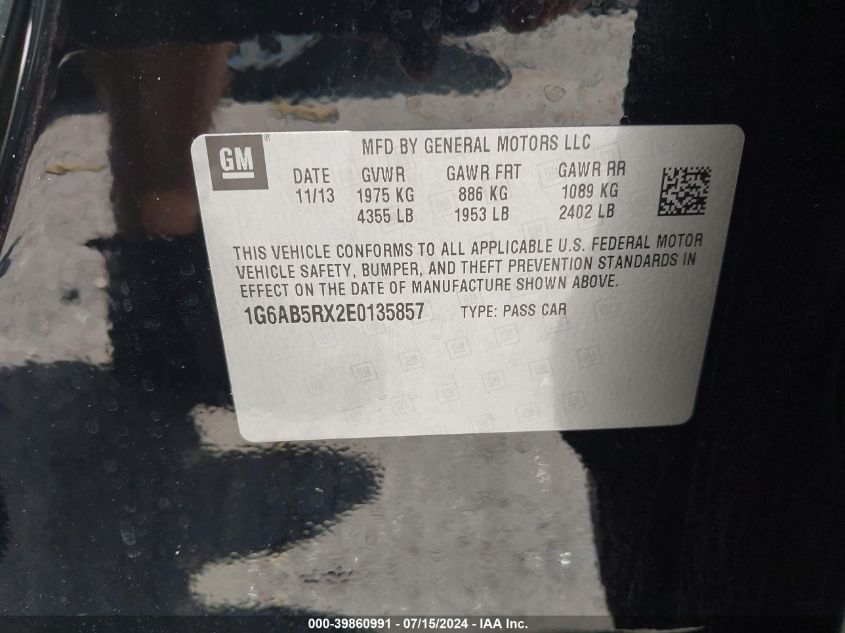 GM ®
MFD BY GENERAL MOTORS LLC
DATE GVWR GAWR FRT GAWR RR
11/13 1975 KG 886 KG 1089 KG
4355 LB 1953 LB 2402 LB
THIS VEHICLE CONFORMS TO ALL APPLICABLE U.S. FEDERAL MOTOR
VEHICLE SAFETY, BUMPER, AND THEFT PREVENTION STANDARDS IN
EFFECT ON THE DATE OF MANUFACTURE SHOWN ABOVE.
1G6AB5RX2E0135857 TYPE: PASS CAR
000-39860991 - 07/15/2024 - IAA Inc.